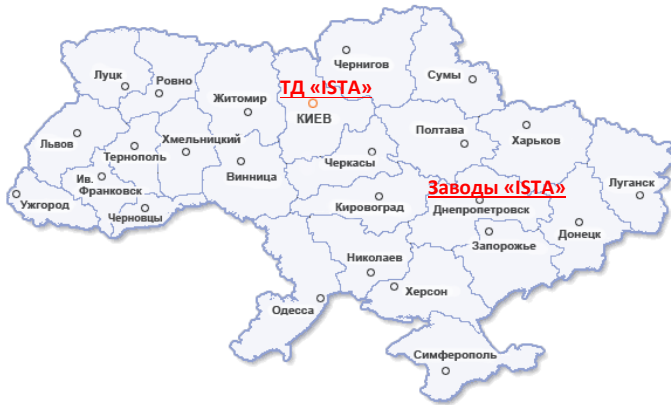 Чернигов
Луцк
Ровно
Сумы
ТД «ISTA»
Житомир
КИЕВ
Харьков
Полтава
Львов
Хмельницкий
Тернополь
Черкасы
Винница
Ив.
Франковск
Луганск
Заводы «ISTA»
Ужгород
Кировоград
Днепропетровск
Черновцы
Донецк
Запорожье
Николаев
Херсон
Одесса
Симферополь